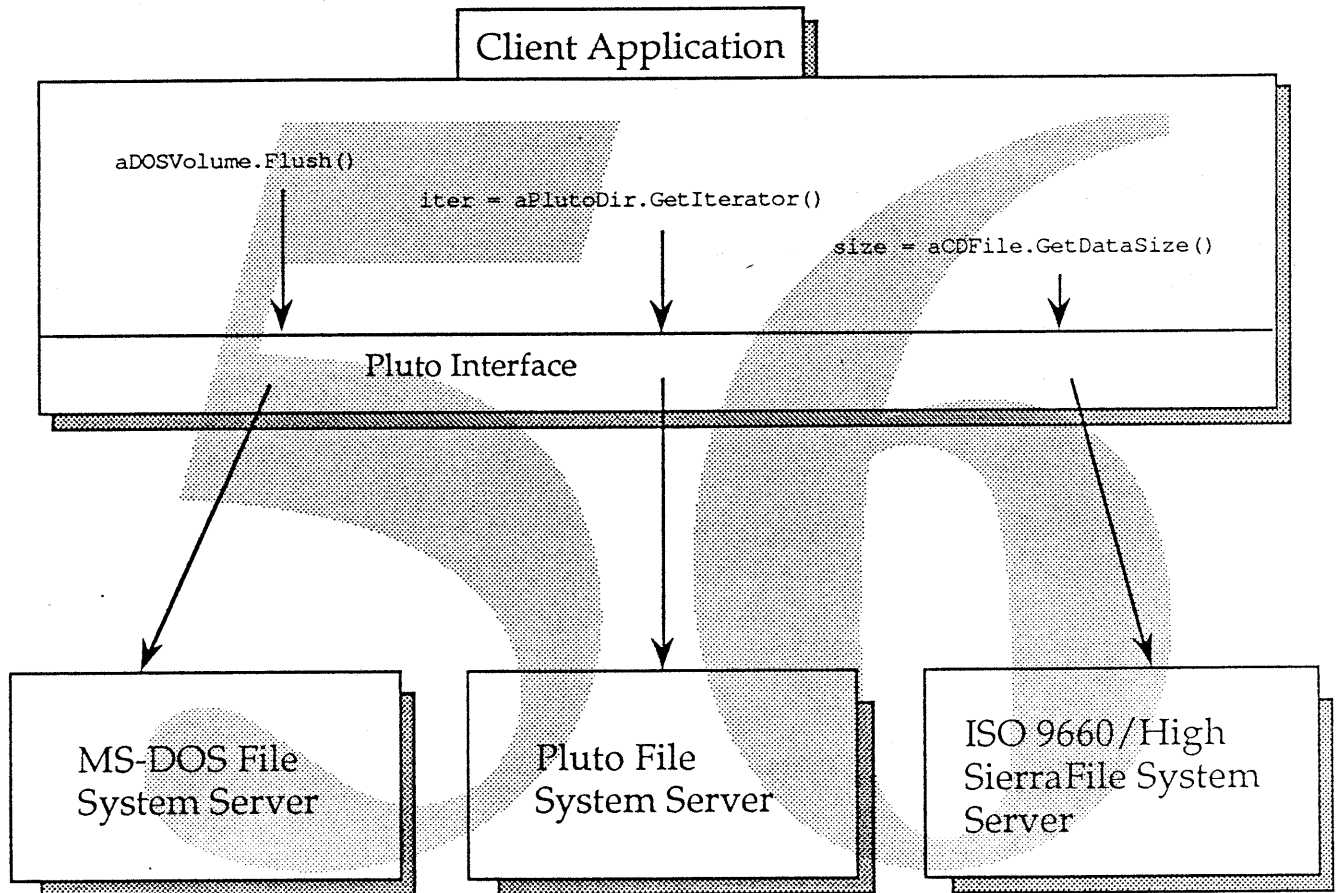 Client Application
aDOSVolume.Flush()
iter = aPlutoDir.GetIterator()
size = aCDFile.GetDataSize()
Pluto Interface
MS-DOS File
System Server
Pluto File
System Server
ISO 9660/High
SierraFile System
Server
56